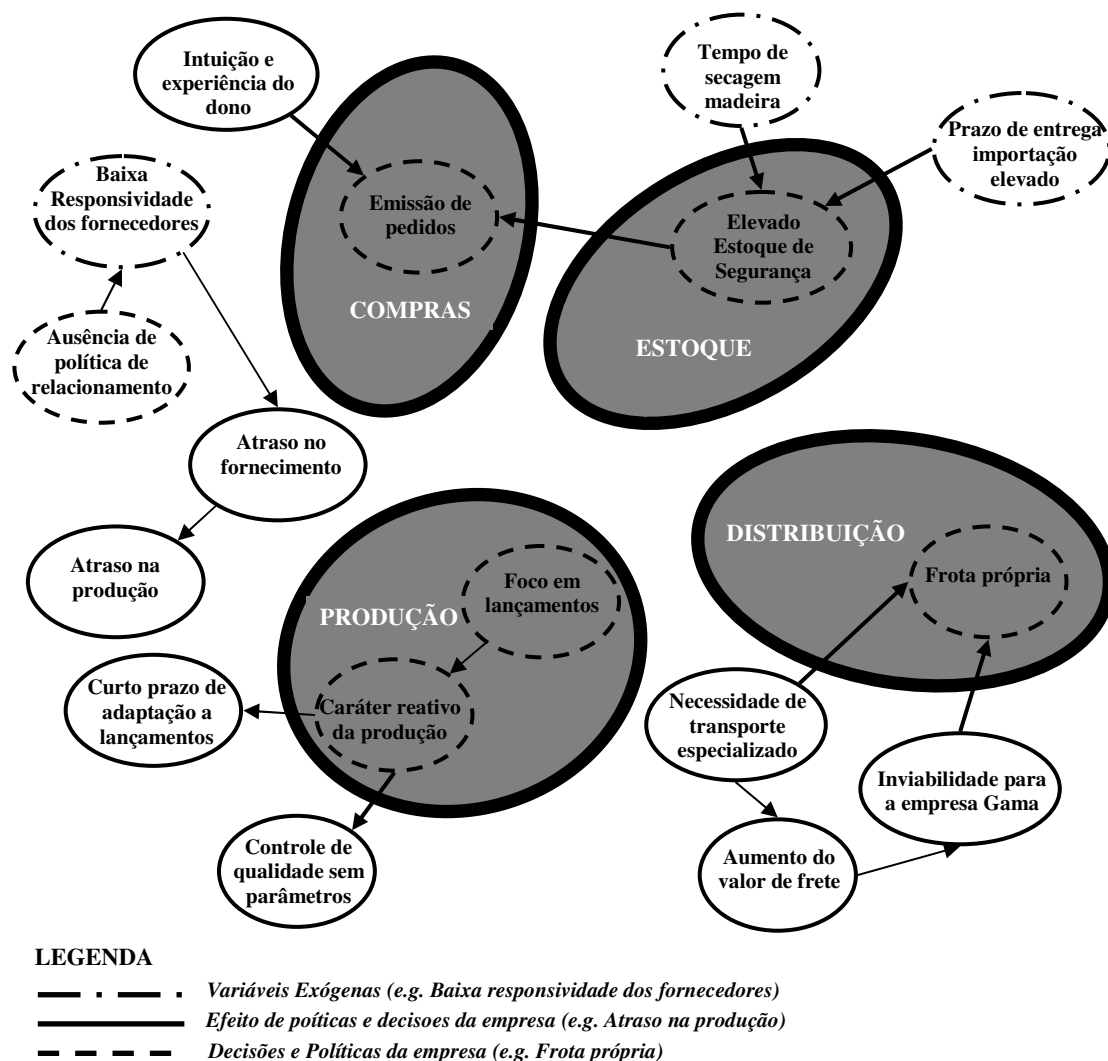 Intuição e
experiência do
dono
Tempo de
secagem
madeira
Prazo de entrega
importação
elevado
Baixa
Responsividade
dos fornecedores
Emissão de
pedidos
Elevado
Estoque de
Segurança
COMPRAS
ESTOQUE
Ausência de
política de
relacionamento
Atraso no
fornecimento
Atraso na
produção
PRODUÇÃO
Foco em
lançamentos
DISTRIBUIÇÃO
Frota própria
Curto prazo de
adaptação a
lançamentos
Caráter reativo
da produção
Necessidade de
transporte
especializado
Inviabilidade para
a empresa Gama
Controle de
qualidade sem
parâmetros
Aumento do
valor de frete
LEGENDA
Variáveis Exógenas (e.g. Baixa responsividade dos fornecedores)
Efeito de poíticas e decisoes da empresa (e.g. Atraso na produção)
Decisões e Políticas da empresa (e.g. Frota própria)